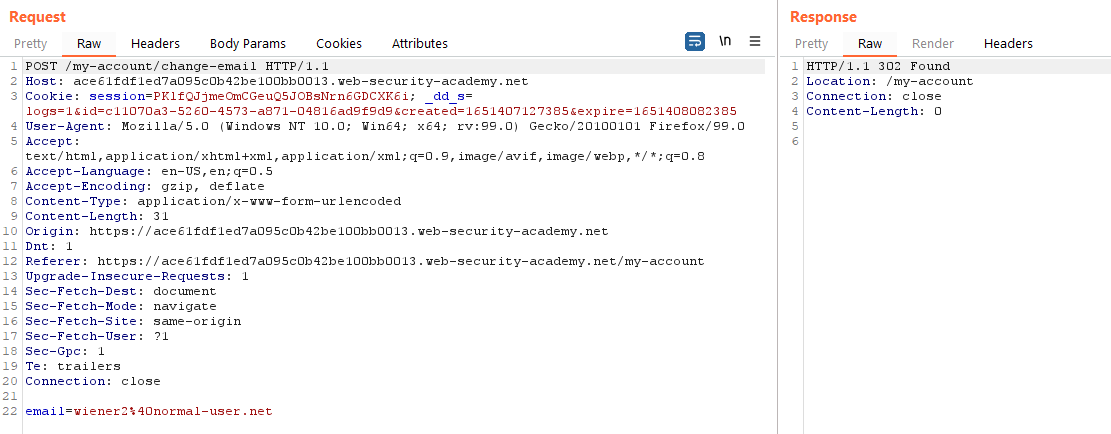 Request
Pretty Raw Headers Body Params Cookies Attributes \n
1 POST /my-account/change-email HTTP/1.1
2 Host: ace61fdf1ed7a095c0b42be100bb0013.web-security-academy.net
3 Cookie: session=PKlfQJjmeOmCGeuQ5JOBsNrn6GDCXK6i; _dd_s=
logs=1&id=c11070a3-5260-4573-a871-04816ad9f9d9&created=1651407127385&expire=1651408082385
4 User-Agent: Mozilla/5.0 (Windows NT 10.0; Win64; x64; rv:99.0) Gecko/20100101 Firefox/99.0
5 Accept:
text/html,application/xhtml+xml,application/xml;q=0.9,image/avif,image/webp,*/*;q=0.8
6 Accept-Language: en-US,en;q=0.5
7 Accept-Encoding: gzip, deflate
8 Content-Type: application/x-www-form-urlencoded
9 Content-Length: 31
10 Origin: https://ace61fdf1ed7a095c0b42be100bb0013.web-security-academy.net
11 Dnt: 1
12 Referer: https://ace61fdf1ed7a095c0b42be100bb0013.web-security-academy.net/my-account
13 Upgrade-Insecure-Requests: 1
14 Sec-Fetch-Dest: document
15 Sec-Fetch-Mode: navigate
16 Sec-Fetch-Site: same-origin
17 Sec-Fetch-User: ?1
18 Sec-Gpc: 1
19 Te: trailers
20 Connection: close
21
22 email=wiener2%40normal-user.net
Response
Pretty Raw Render Headers
1 HTTP/1.1 302 Found
2 Location: /my-account
3 Connection: close
4 Content-Length: 0
5
6